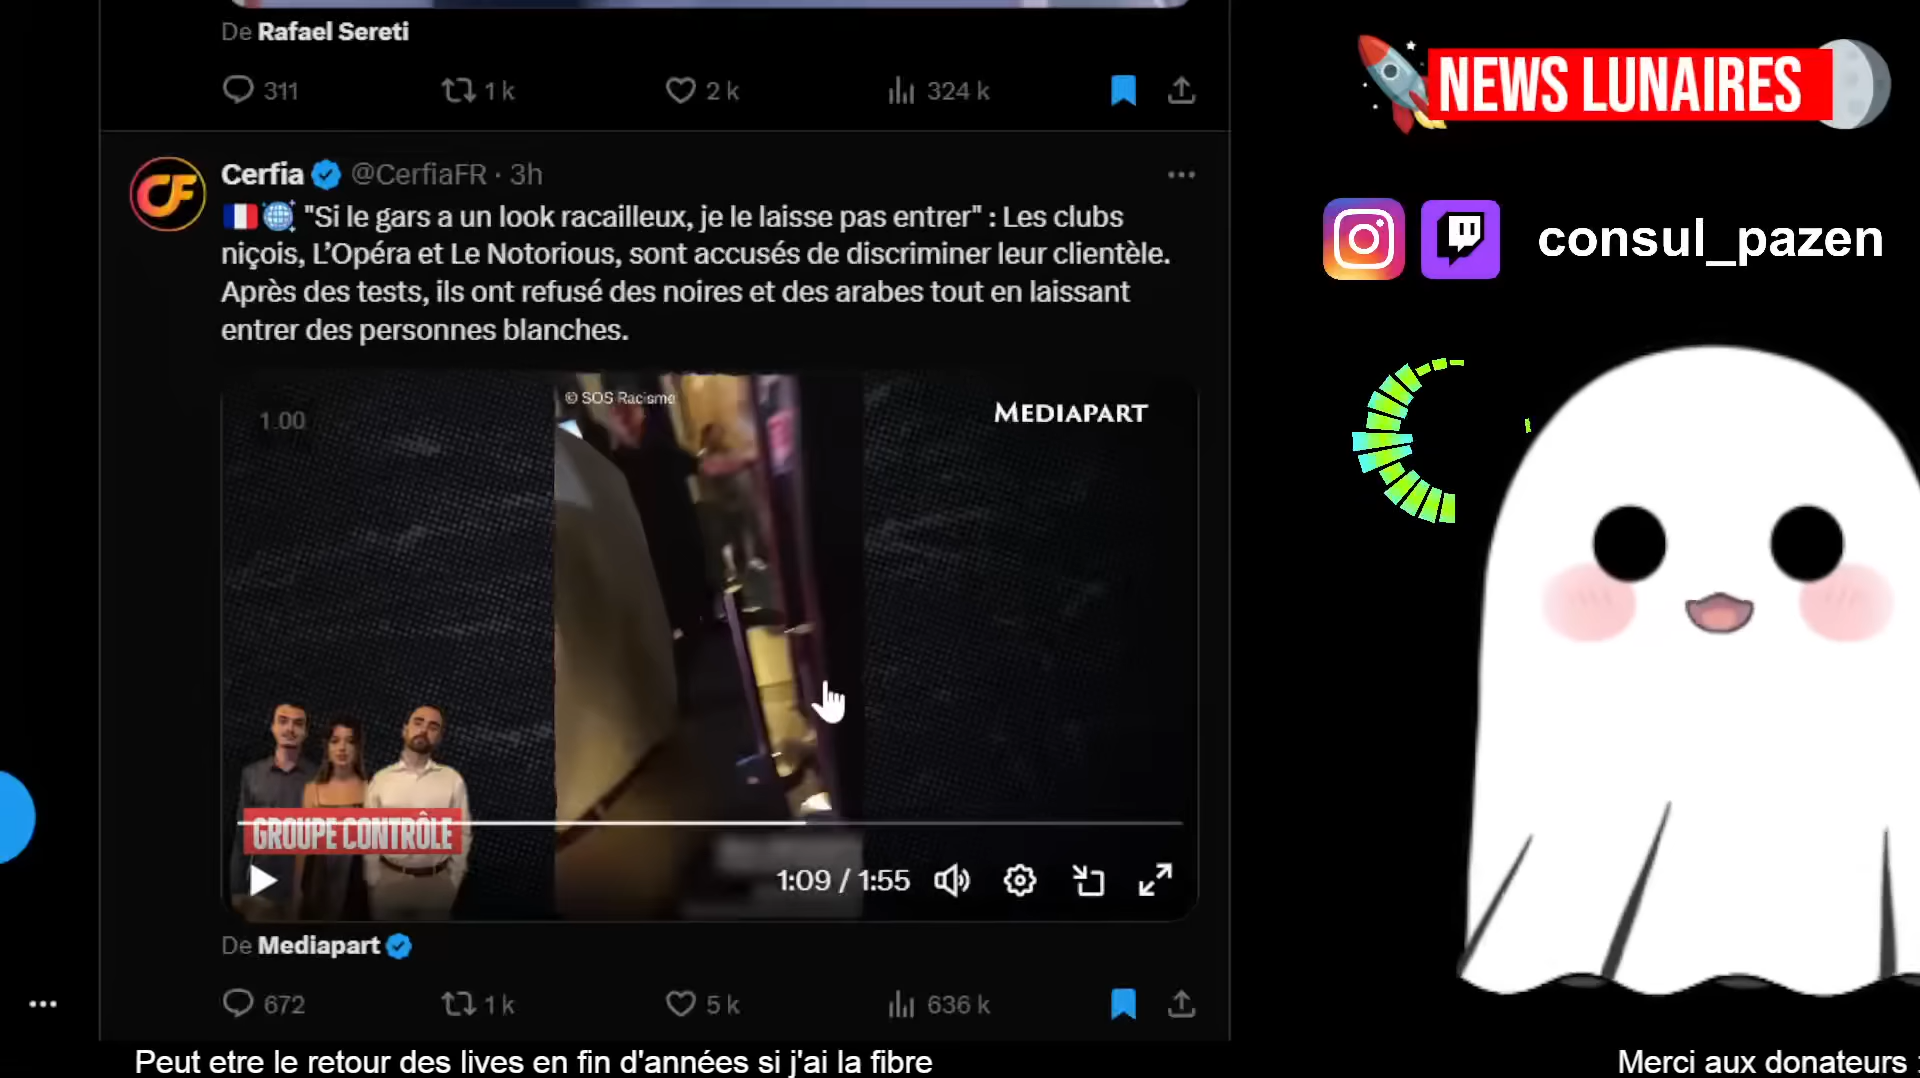 De Rafael Sereti
311 1 k 2 k 324 k
NEWS LUNAIRES
Cerfia @CerfiaFR · 3h
"Si le gars a un look racailleux, je le laisse pas entrer" : Les clubs
niçois, L’Opéra et Le Notorious, sont accusés de discriminer leur clientèle.
Après des tests, ils ont refusé des noires et des arabes tout en laissant
entrer des personnes blanches.
consul_pazen
CF
1.00
© SOS Racisme
MEDIAPART
GROUPE CONTRÔLE
1:09 / 1:55
De Mediapart
672 1 k 5 k 636 k
Peut etre le retour des lives en fin d'années si j'ai la fibre
Merci aux donateurs :